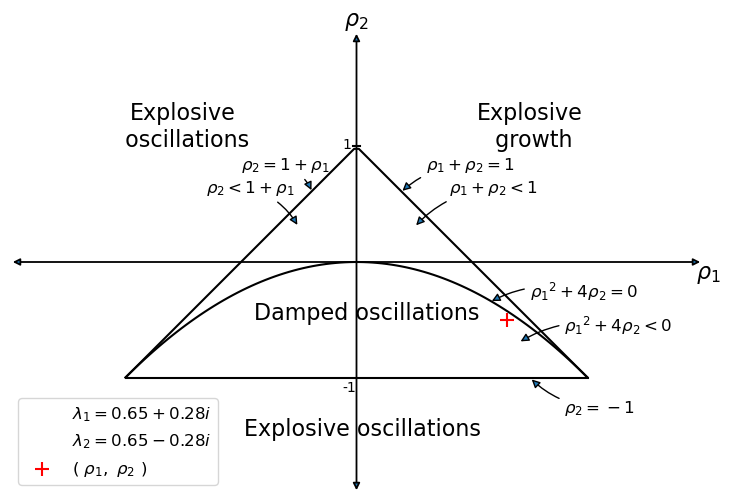 ρ₂
Explosive
oscillations
Explosive
growth
1
ρ₂ = 1 + ρ₁
ρ₁ + ρ₂ = 1
ρ₂ < 1 + ρ₁
ρ₁ + ρ₂ < 1
ρ₁
ρ₁² + 4ρ₂ = 0
Damped oscillations
ρ₁² + 4ρ₂ < 0
-1
ρ₂ = −1
λ₁ = 0.65 + 0.28i
Explosive oscillations
λ₂ = 0.65 − 0.28i
( ρ₁, ρ₂ )